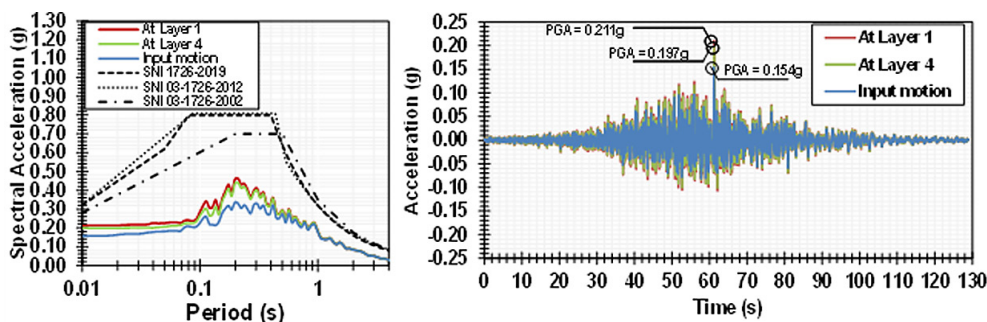 Spectral Acceleration (g)
1.30
1.20
1.10
1.00
0.90
0.80
0.70
0.60
0.50
0.40
0.30
0.20
0.10
0.00
At Layer 1
At Layer 4
Input motion
SNI 1726-2019
SNI 03-1726-2012
SNI 03-1726-2002
0.01 0.1 1
Period (s)
Acceleration (g)
0.25
0.20
0.15
0.10
0.05
0.00
-0.05
-0.10
-0.15
-0.20
-0.25
PGA = 0.211g
PGA = 0.197g
PGA = 0.154g
At Layer 1
At Layer 4
Input motion
0 10 20 30 40 50 60 70 80 90 100 110 120 130
Time (s)